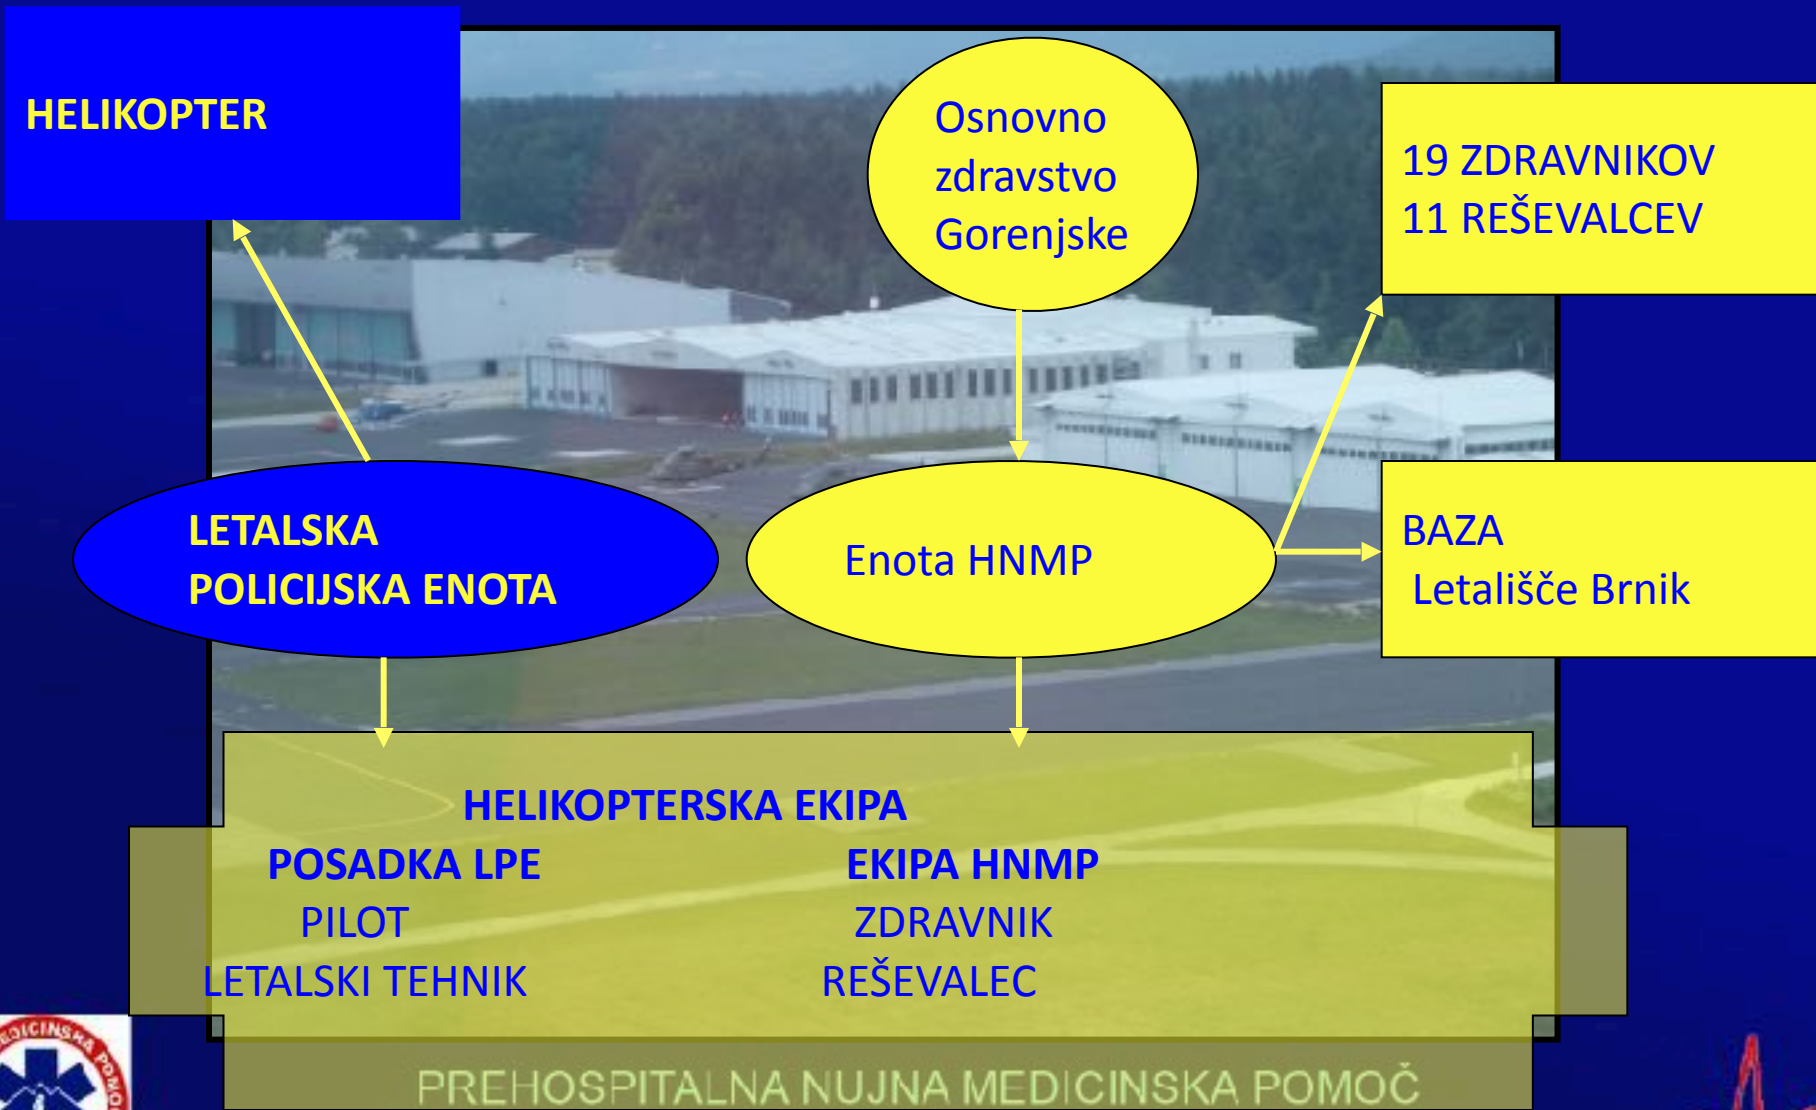 HELIKOPTER
Osnovno
zdravstvo
Gorenjske
19 ZDRAVNIKOV
11 REŠEVALCEV
LETALSKA
POLICIJSKA ENOTA
Enota HNMP
BAZA
Letališče Brnik
HELIKOPTERSKA EKIPA
POSADKA LPE EKIPA HNMP
PILOT ZDRAVNIK
LETALSKI TEHNIK REŠEVALEC
PREHOSPITALNA NUJNA MEDICINSKA POMOČ